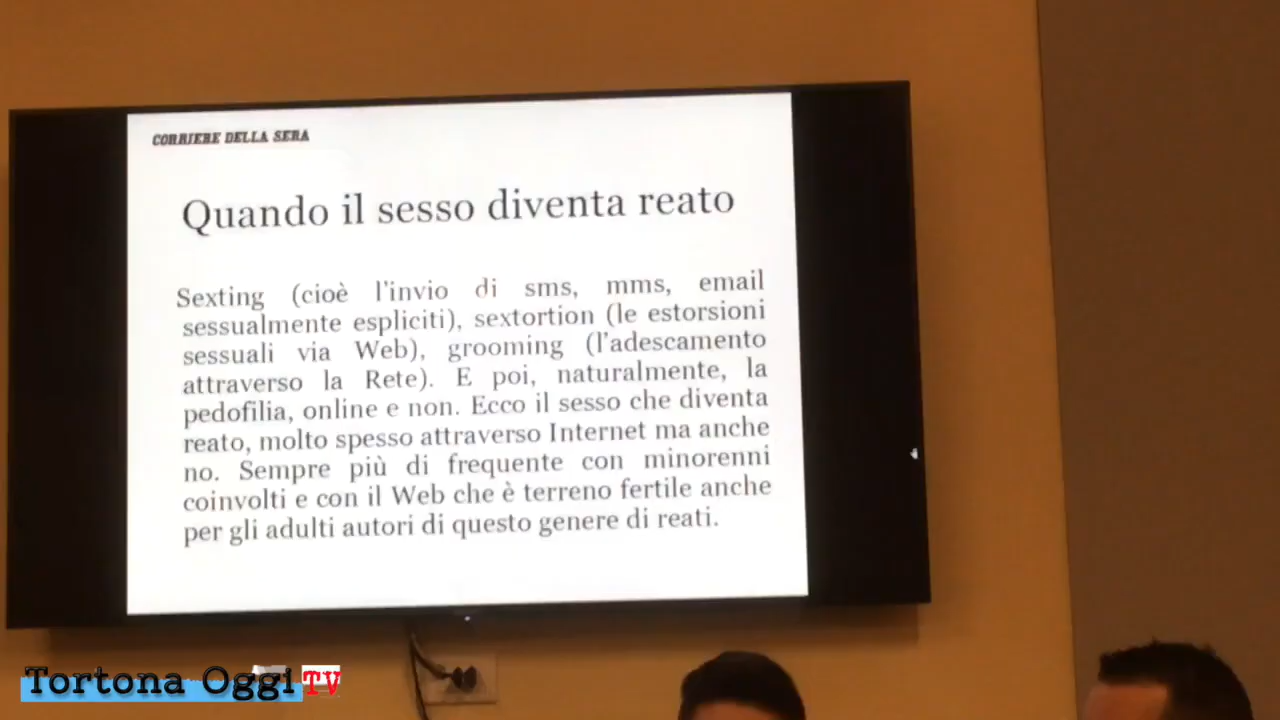 CORRIERE DELLA SERA
Quando il sesso diventa reato
Sexting (cioè l'invio di sms, mms, email
sessualmente espliciti), sextortion (le estorsioni
sessuali via Web), grooming (l'adescamento
attraverso la Rete). E poi, naturalmente, la
pedofilia, online e non. Ecco il sesso che diventa
reato, molto spesso attraverso Internet ma anche
no. Sempre più di frequente con minorenni
coinvolti e con il Web che è terreno fertile anche
per gli adulti autori di questo genere di reati.
Tortona Oggi TV